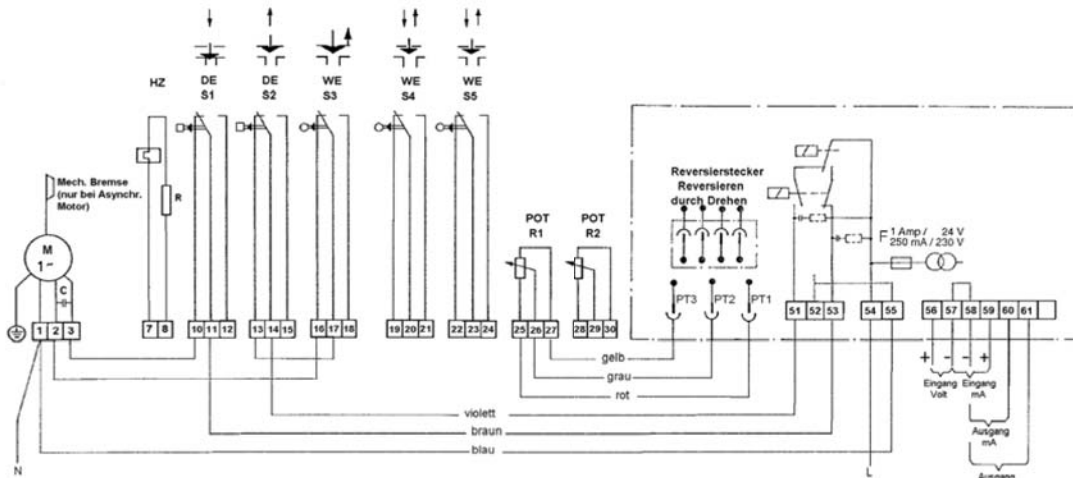 HZ
DE
S1
DE
S2
WE
S3
WE
S4
WE
S5
Mech. Bremse
(nur bei Asynchr.
Motor)
R
M
1~
C
POT
R1
POT
R2
Reversierstecker
Reversieren
durch Drehen
PT3
PT2
PT1
F 1 Amp / 24 V
250 mA / 230 V
1 2 3
7 8
10 11 12
13 14 15
16 17 18
19 20 21
22 23 24
25 26 27
28 29 30
51 52 53
54 55
56 57 58 59 60 61
+ - - +
Eingang
Volt
Eingang
mA
gelb
grau
rot
violett
braun
blau
Ausgang
mA
Ausgang
N
L